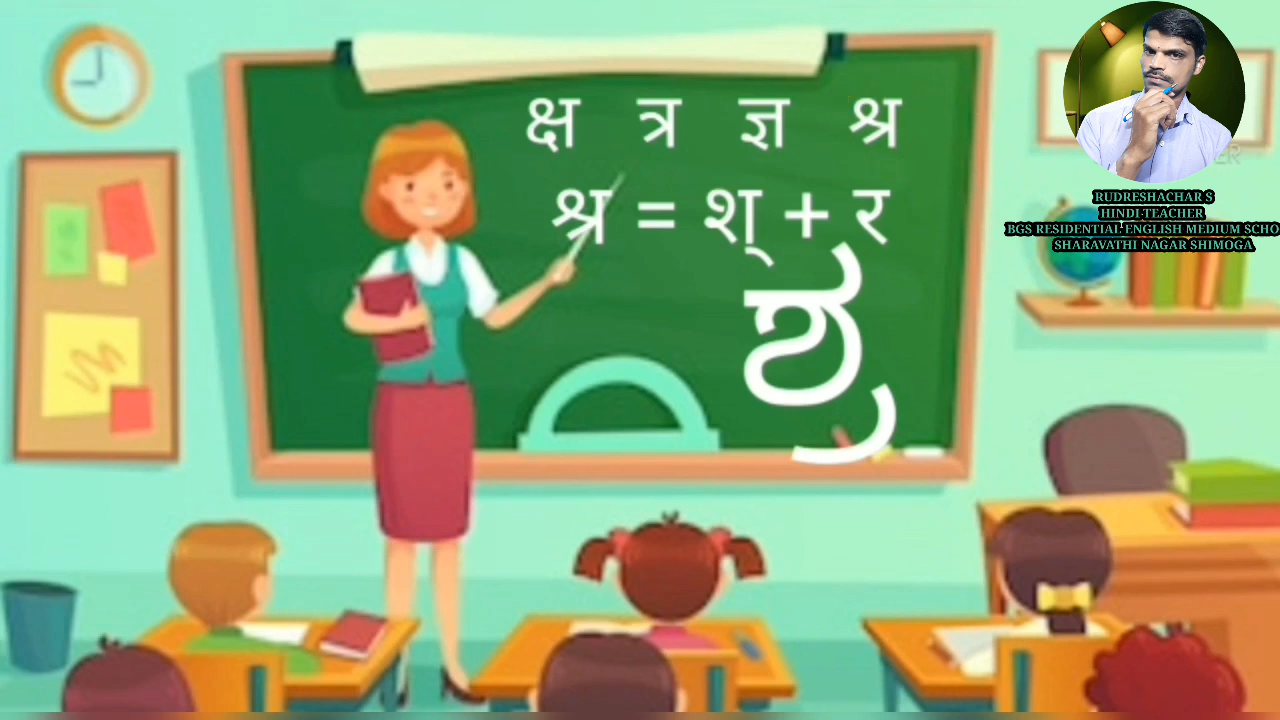 क्ष त्र ज्ञ श्र
श्र = श् + र
ಶ್ರ
RUDRESHACHAR S
HINDI TEACHER
BGS RESIDENTIAL ENGLISH MEDIUM SCHO
SHARAVATHI NAGAR SHIMOGA